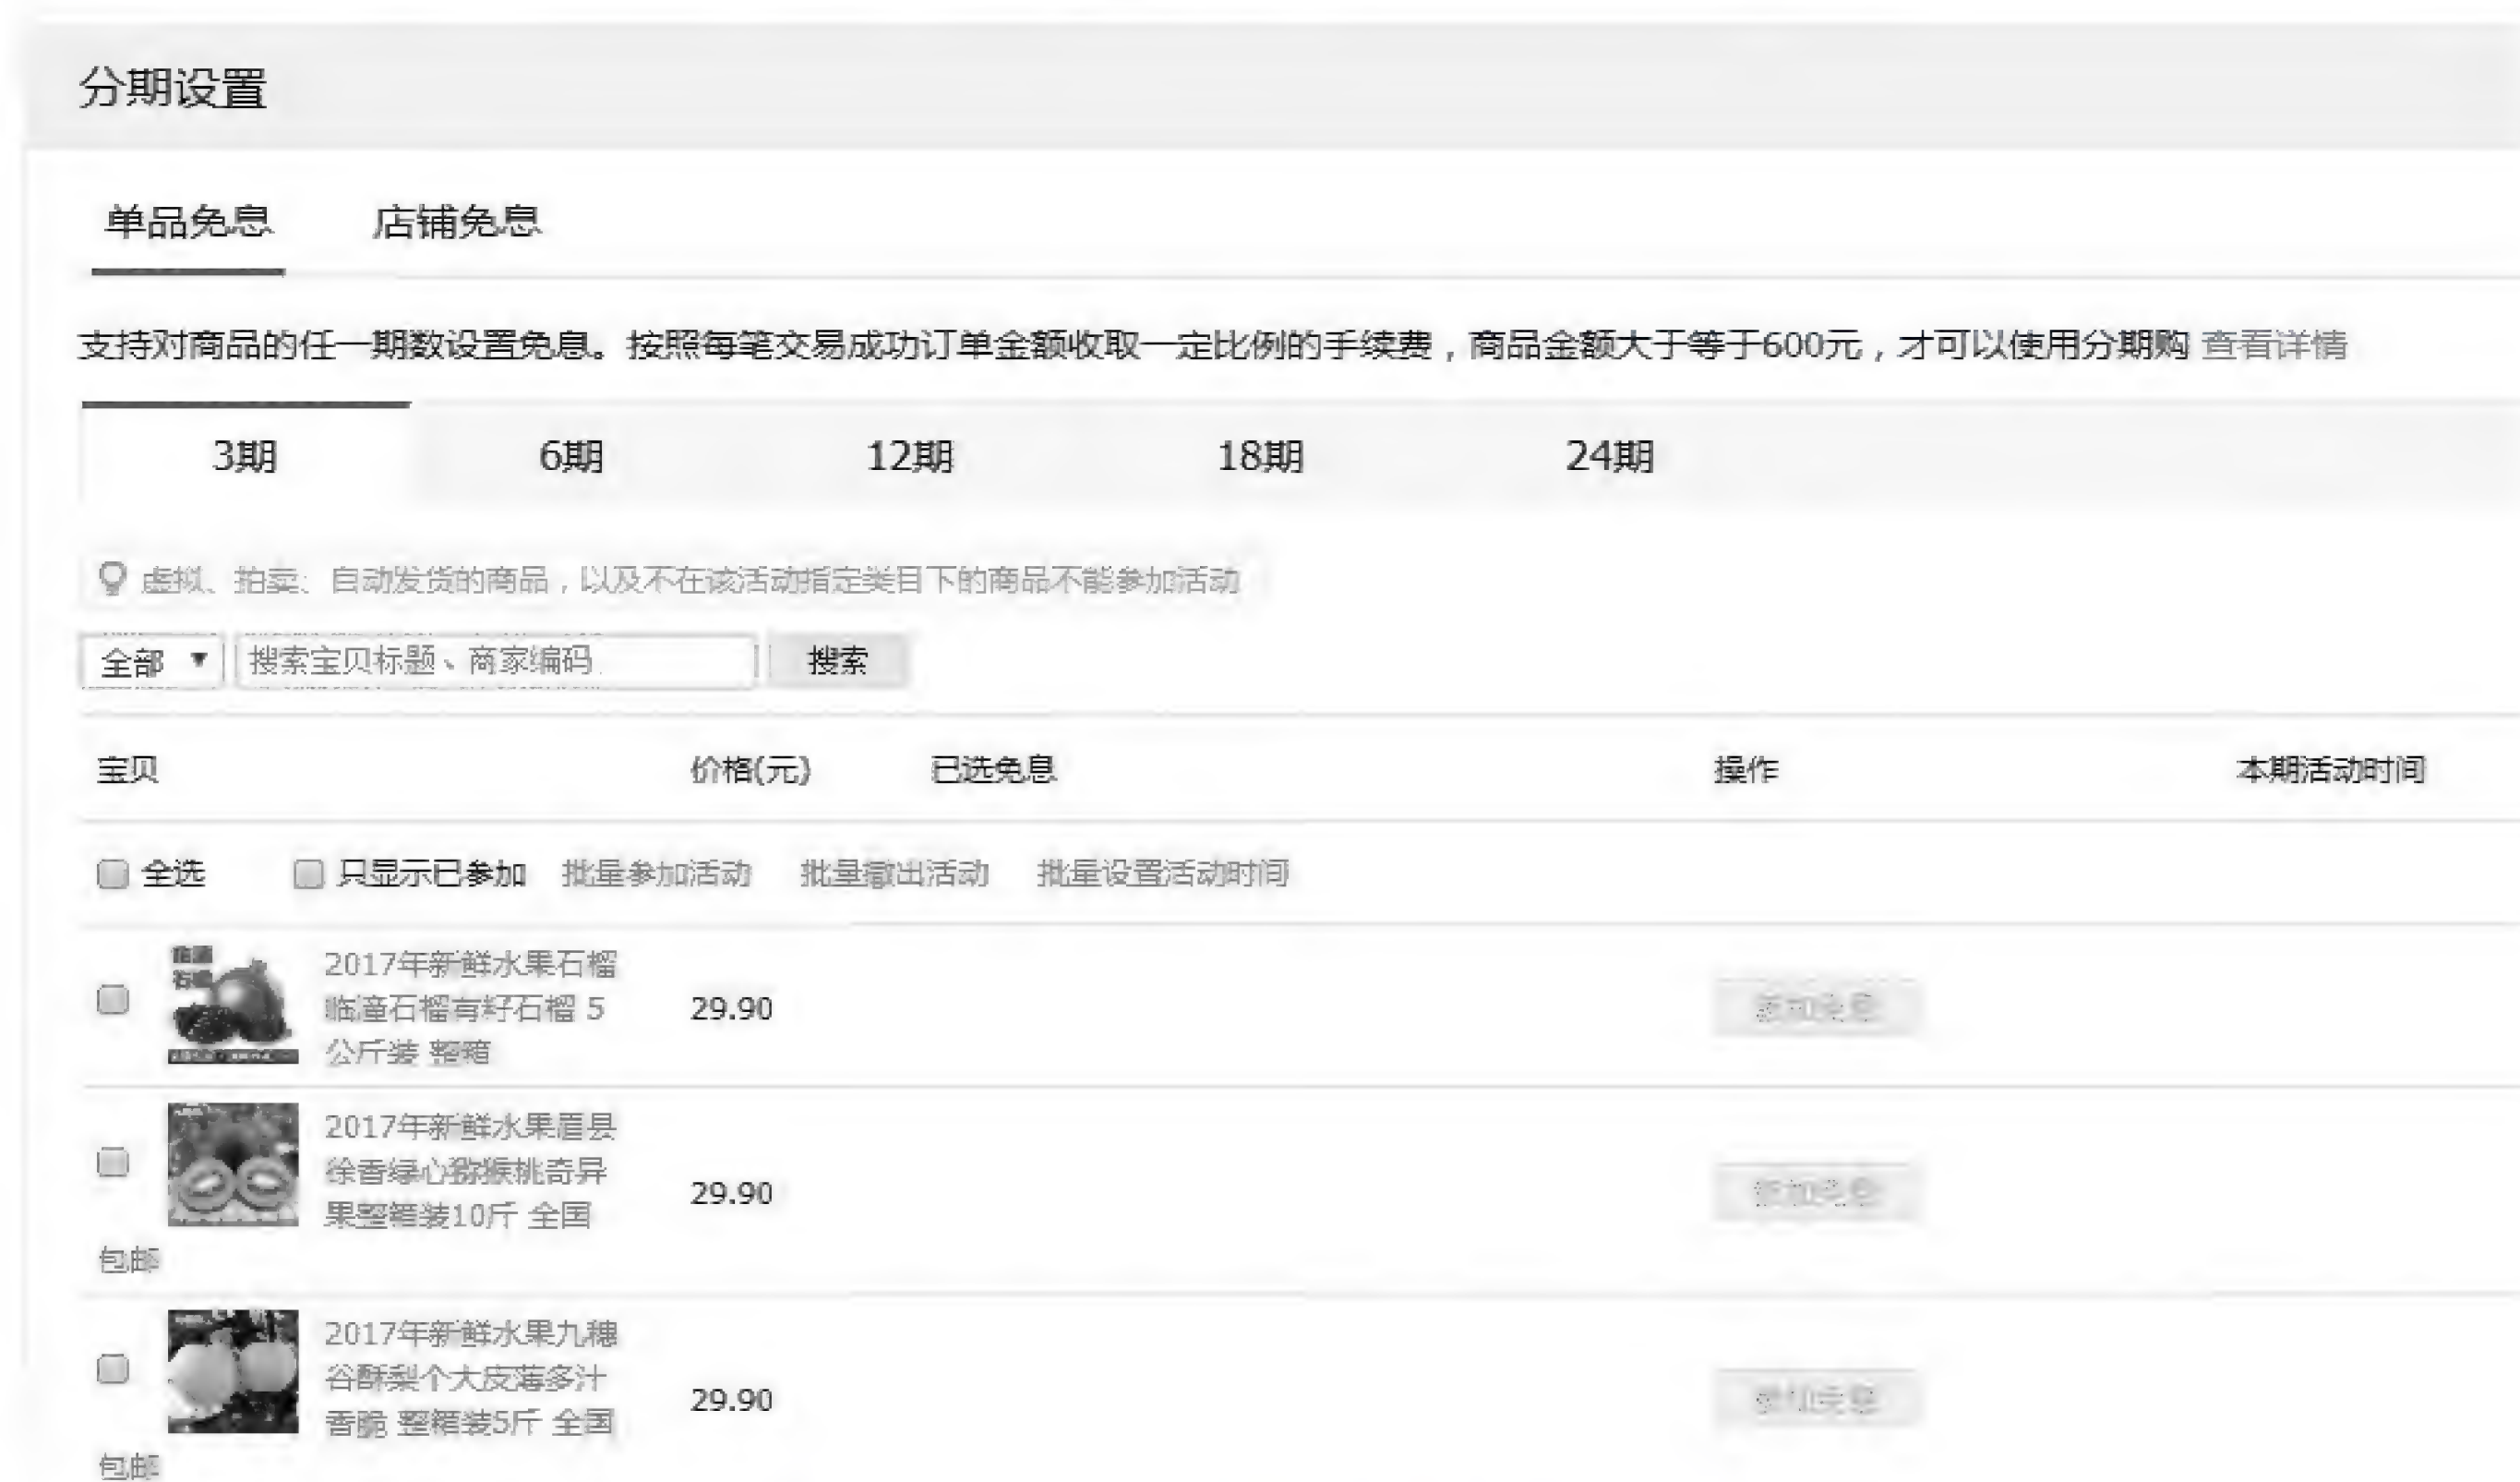 分期设置
单品免息 店铺免息
支持对商品的任一期数设置免息。按照每笔交易成功订单金额收取一定比例的手续费，商品金额大于等于600元，才可以使用分期购 查看详情
3期 6期 12期 18期 24期
虚拟、拍卖、自动发货的商品，以及不在该活动指定类目下的商品不能参加活动
全部 ▼ 搜索宝贝标题、商家编码 搜索
宝贝 价格(元) 已选免息 操作 本期活动时间
全选 只显示已参加 批量参加活动 批量撤出活动 批量设置活动时间
2017年新鲜水果石榴
临潼石榴有籽石榴 5
公斤装 整箱
29.90
参加免息
2017年新鲜水果眉县
徐香绿心猕猴桃奇异
果整箱装10斤 全国
包邮
29.90
参加免息
2017年新鲜水果九穗
谷酥梨个大皮薄多汁
香脆 整箱装5斤 全国
包邮
29.90
参加免息